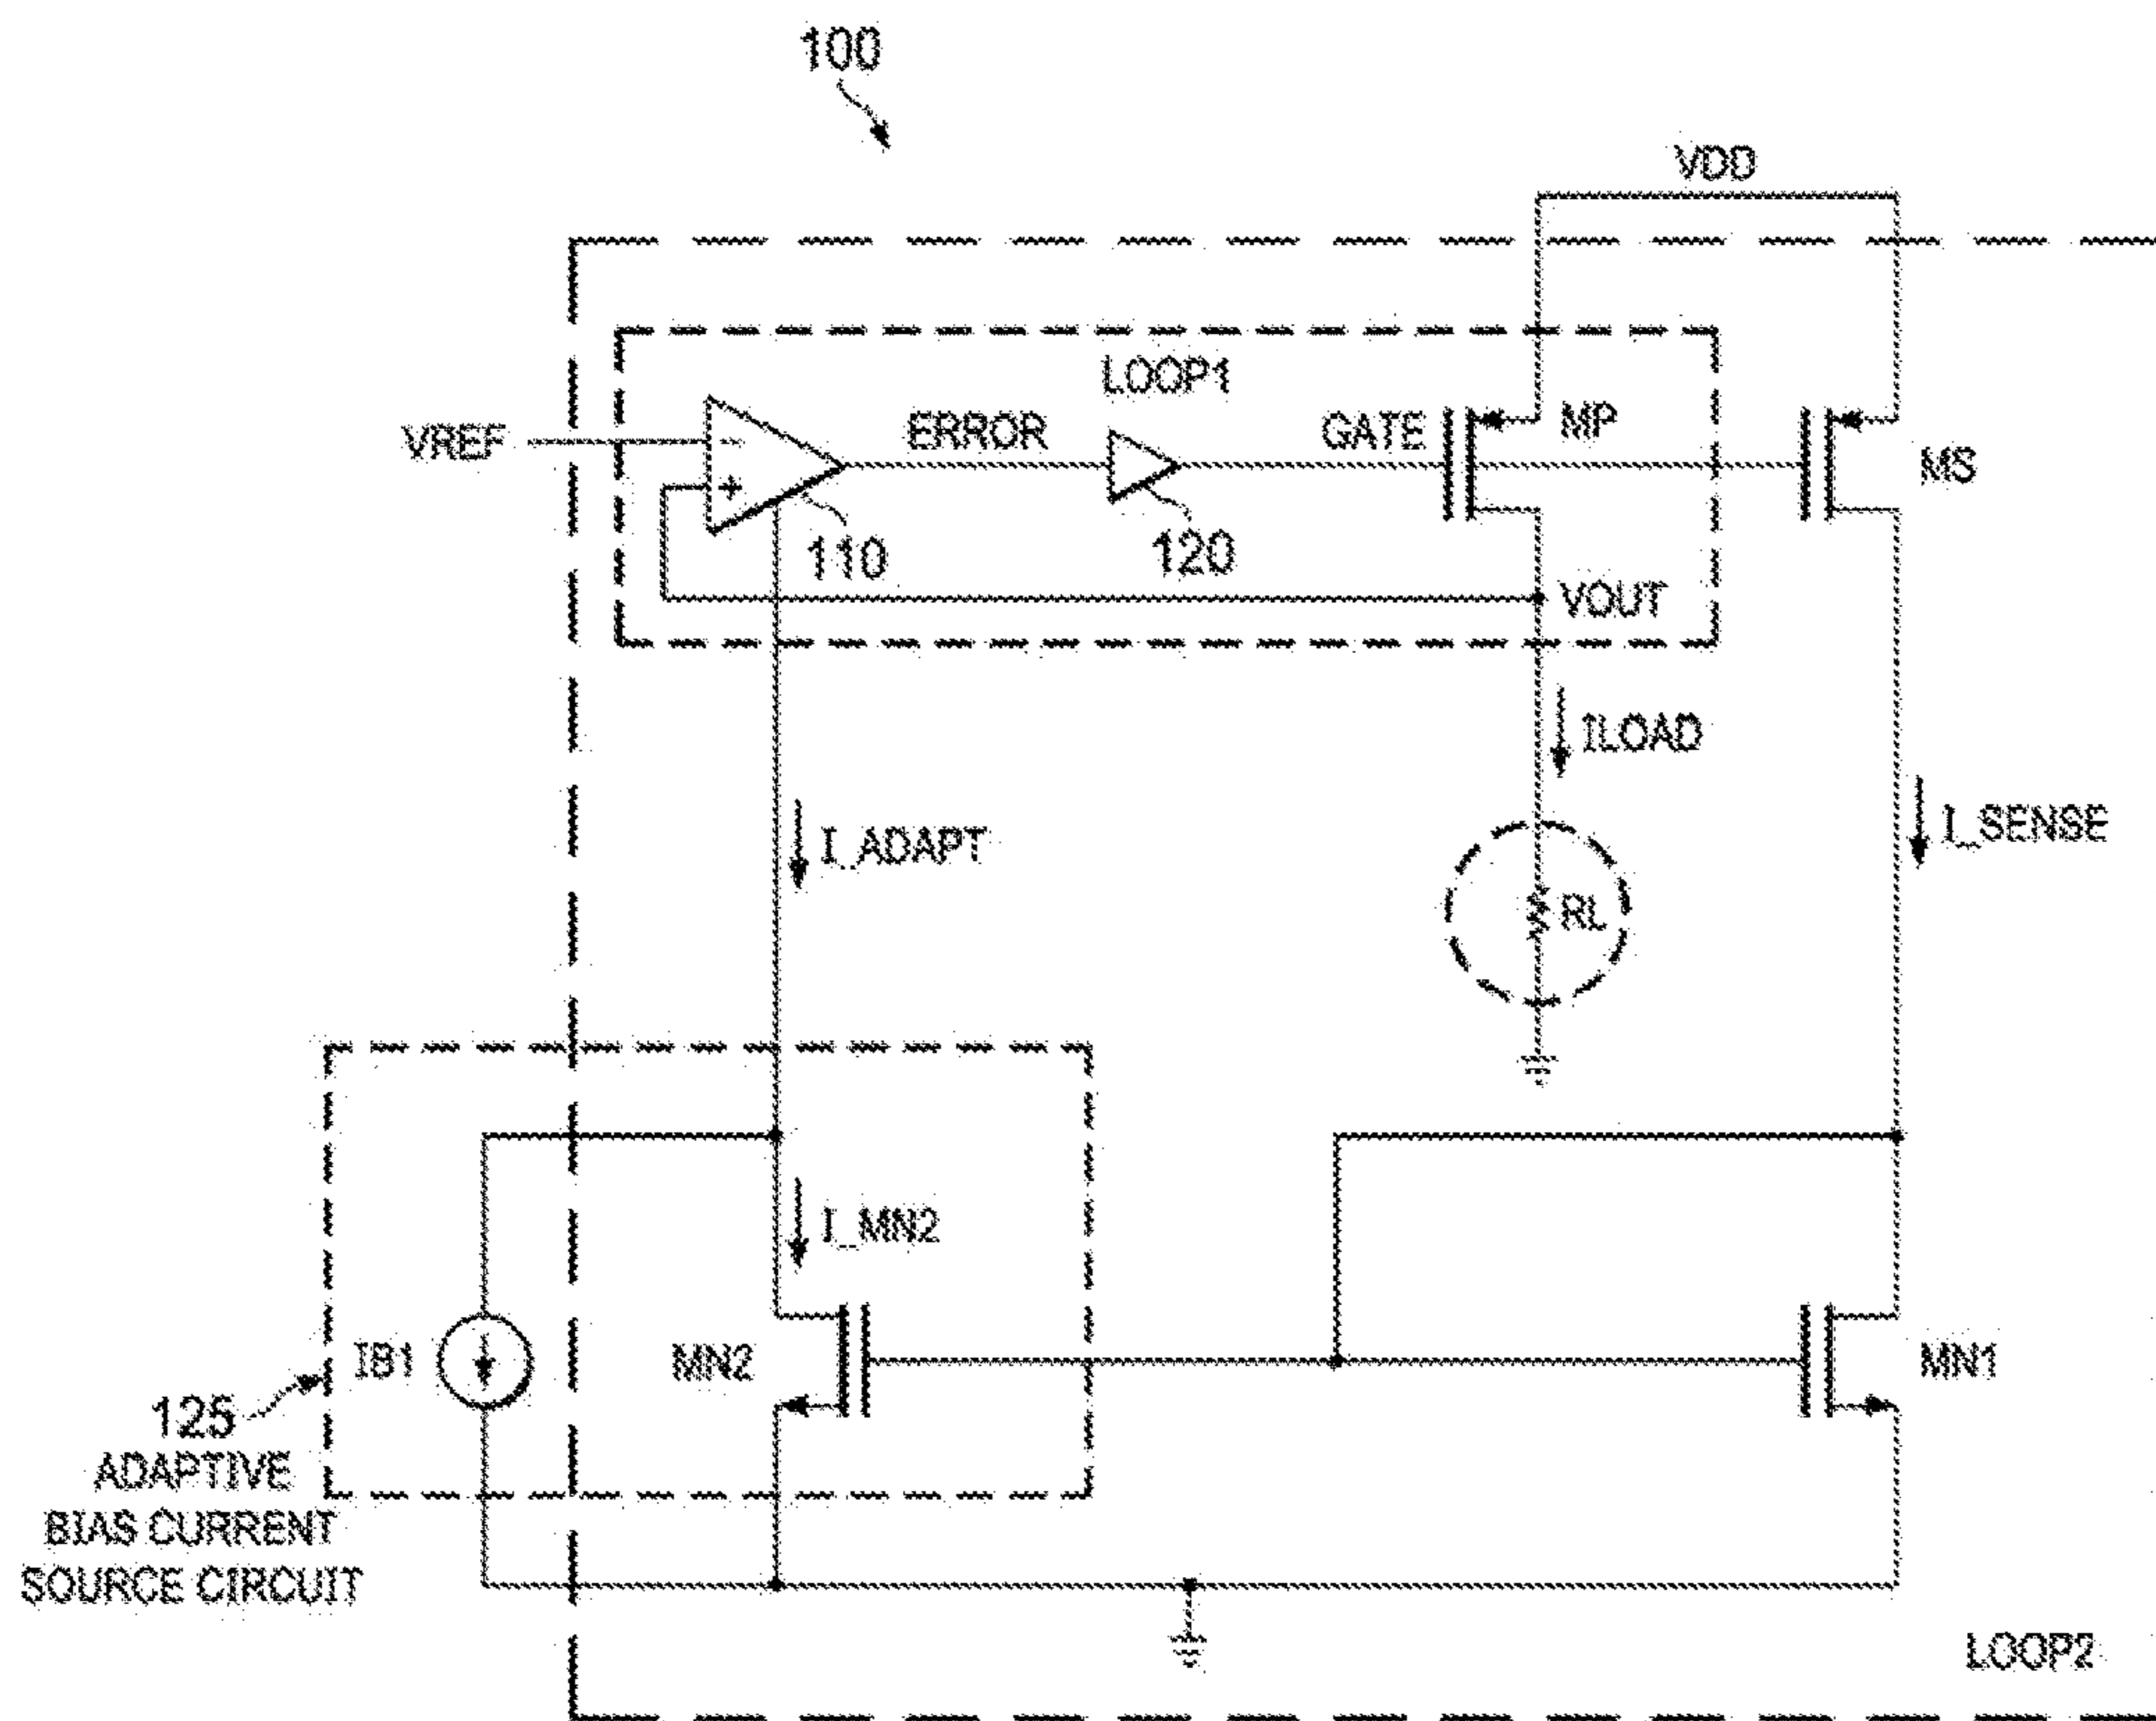 100
VDD
LOOP1
VREF
-
+
ERROR
GATE
MP
MS
110
120
VOUT
ILOAD
I_ADAPT
I_SENSE
RL
I_MN2
IB1
MN2
MN1
125
ADAPTIVE
BIAS CURRENT
SOURCE CIRCUIT
LOOP2